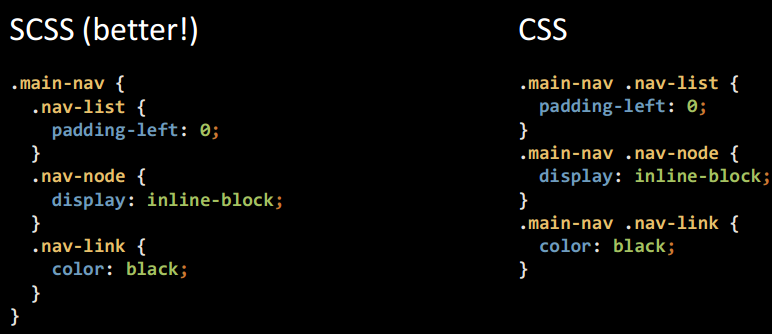 SCSS (better!)
.main-nav {
  .nav-list {
    padding-left: 0;
  }
  .nav-node {
    display: inline-block;
  }
  .nav-link {
    color: black;
  }
}
CSS
.main-nav .nav-list {
  padding-left: 0;
}
.main-nav .nav-node {
  display: inline-block;
}
.main-nav .nav-link {
  color: black;
}